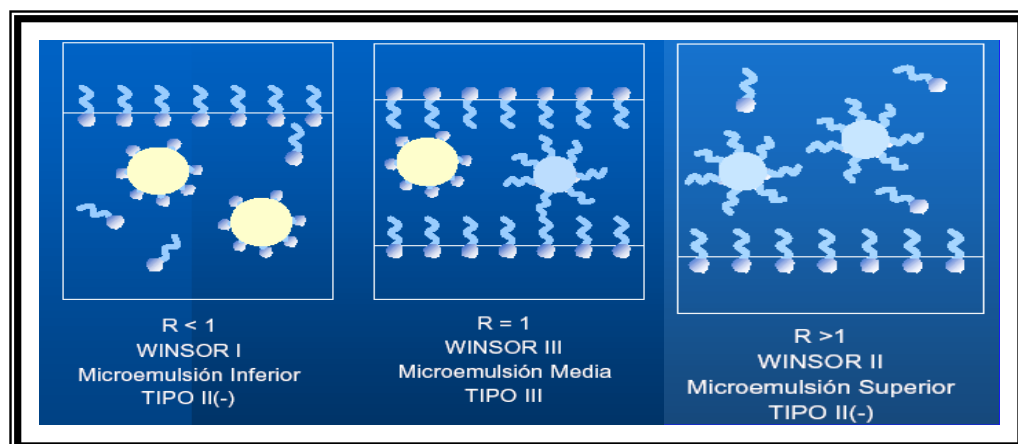 R < 1
WINSOR I
Microemulsión Inferior
TIPO II(-)
R = 1
WINSOR III
Microemulsión Media
TIPO III
R >1
WINSOR II
Microemulsión Superior
TIPO II(-)